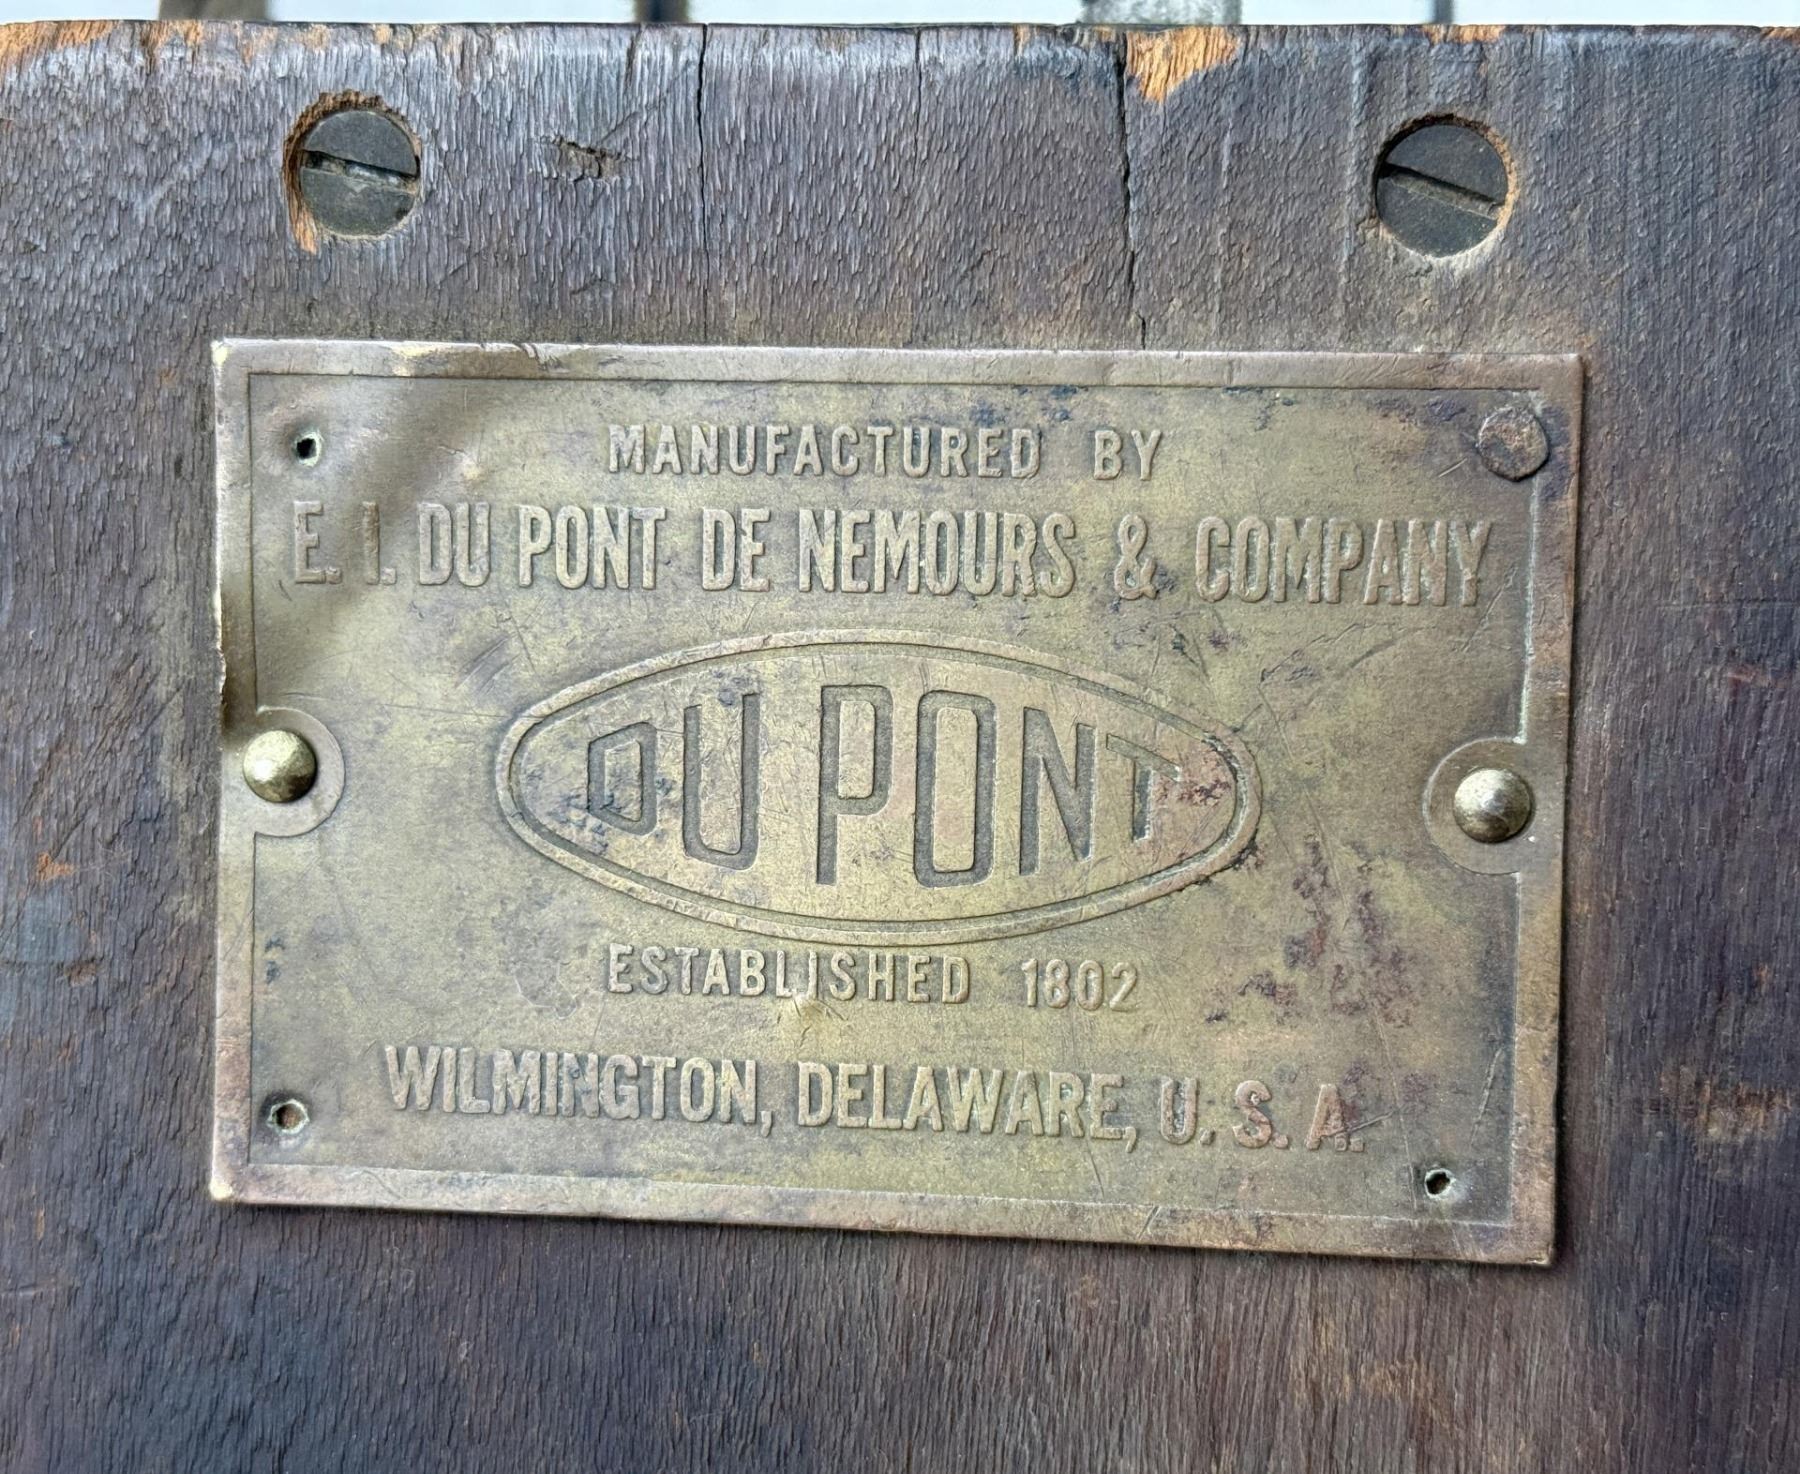 MANUFACTURED BY
E. I. DU PONT DE NEMOURS & COMPANY
DU PONT
ESTABLISHED 1802
WILMINGTON, DELAWARE, U. S. A.